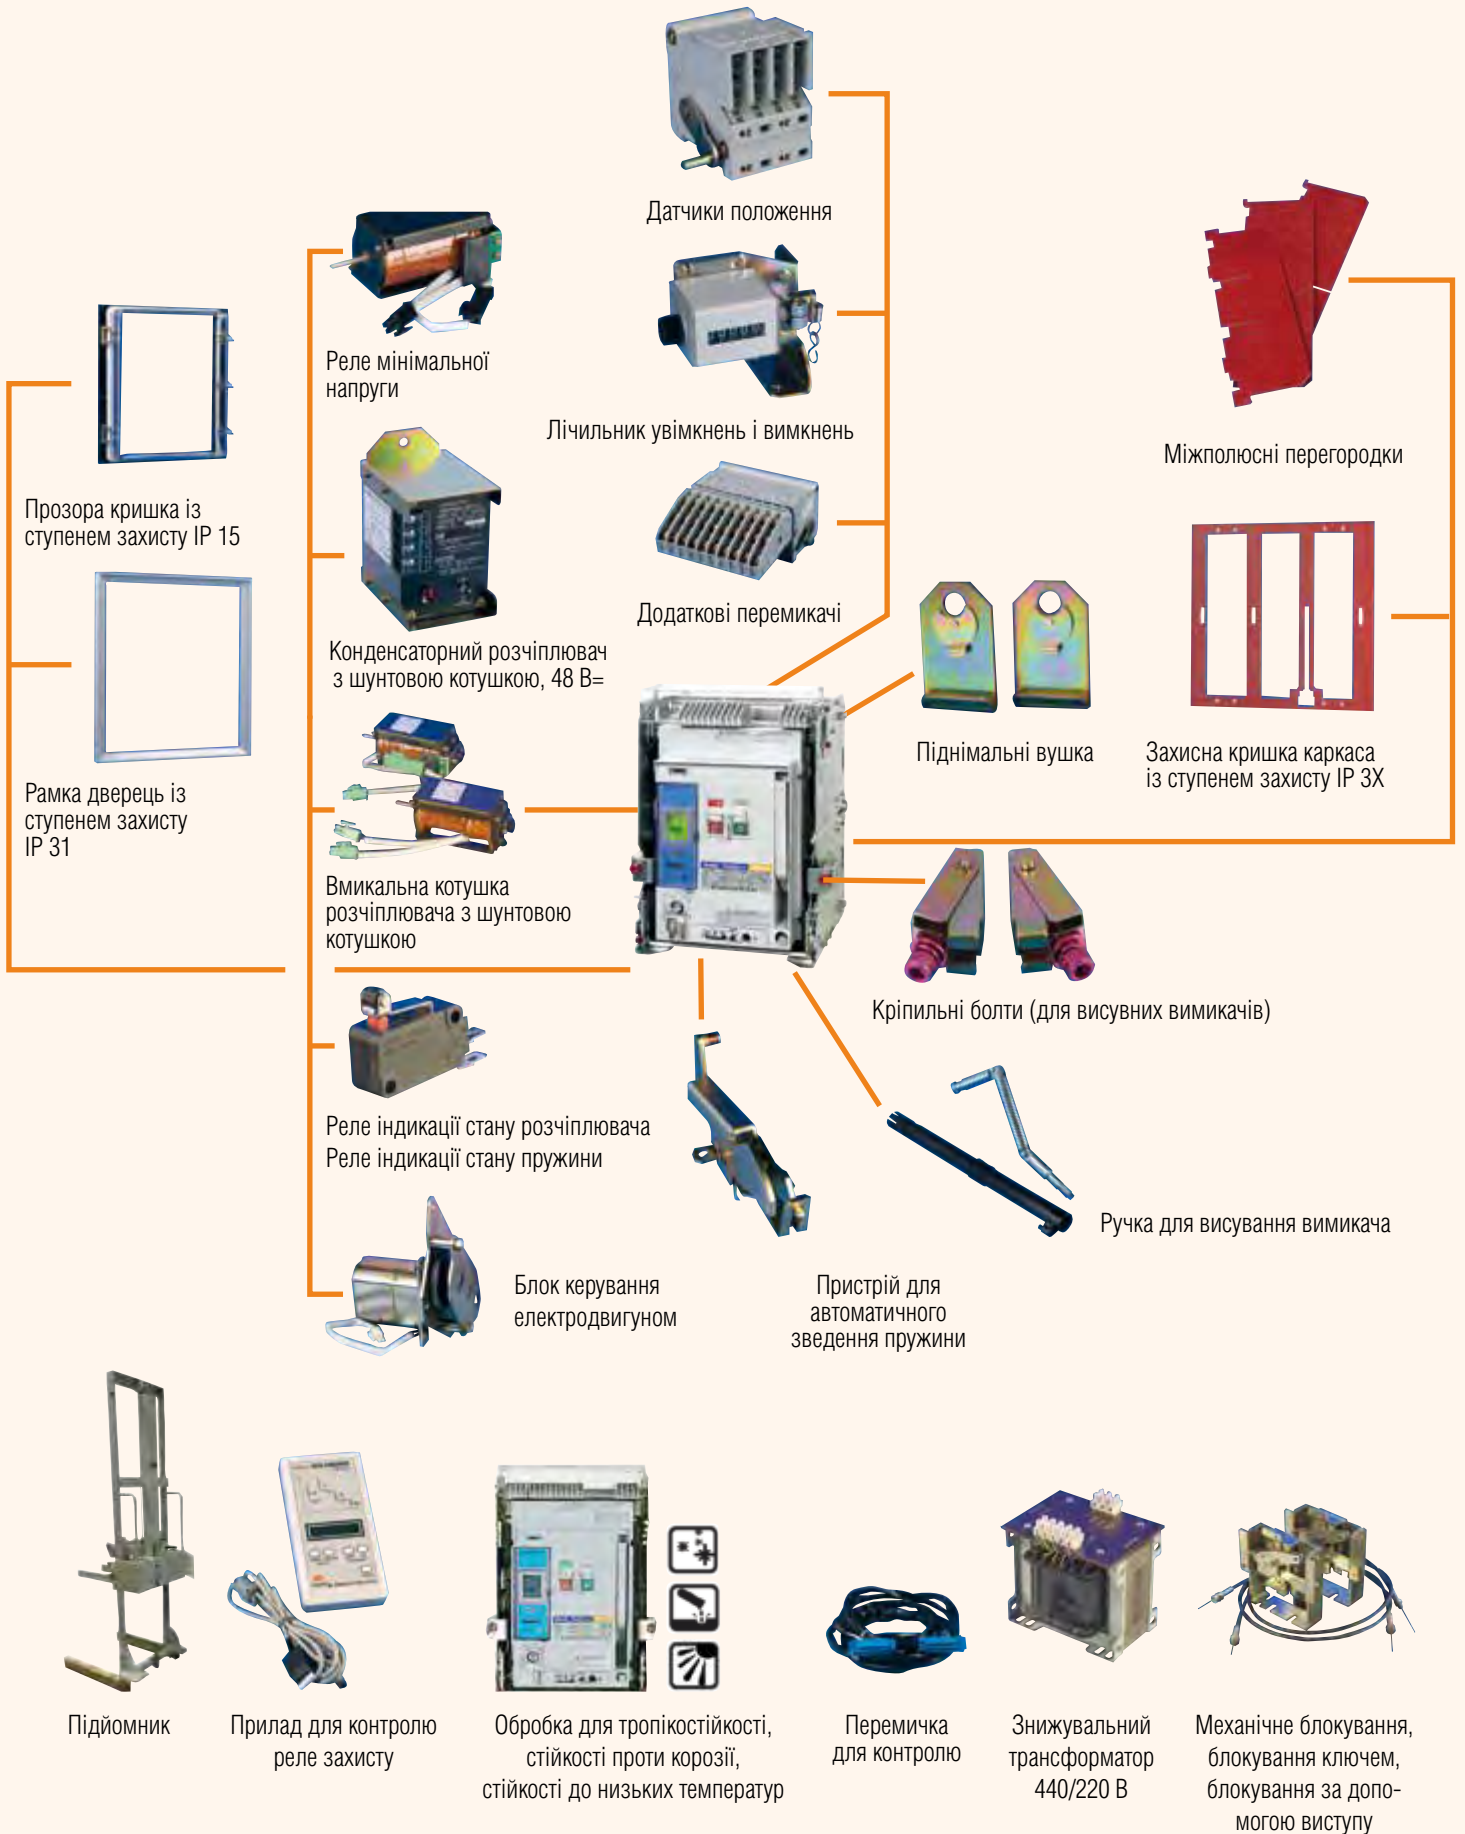 Датчики положення
Реле мінімальної
напруги
Лічильник увімкнень і вимкнень
Міжполюсні перегородки
Прозора кришка із
ступенем захисту IP 15
Додаткові перемикачі
Конденсаторний розчіплювач
з шунтовою котушкою, 48 В=
Піднімальні вушка
Захисна кришка каркаса
із ступенем захисту IP 3X
Рамка дверець із
ступенем захисту
IP 31
Вмикальна котушка
розчіплювача з шунтовою
котушкою
Кріпильні болти (для висувних вимикачів)
Реле індикації стану розчіплювача
Реле індикації стану пружини
Ручка для висування вимикача
Блок керування
електродвигуном
Пристрій для
автоматичного
зведення пружини
Підйомник
Прилад для контролю
реле захисту
Обробка для тропікостійкості,
стійкості проти корозії,
стійкості до низьких температур
Перемичка
для контролю
Знижувальний
трансформатор
440/220 В
Механічне блокування,
блокування ключем,
блокування за допо-
могою виступу